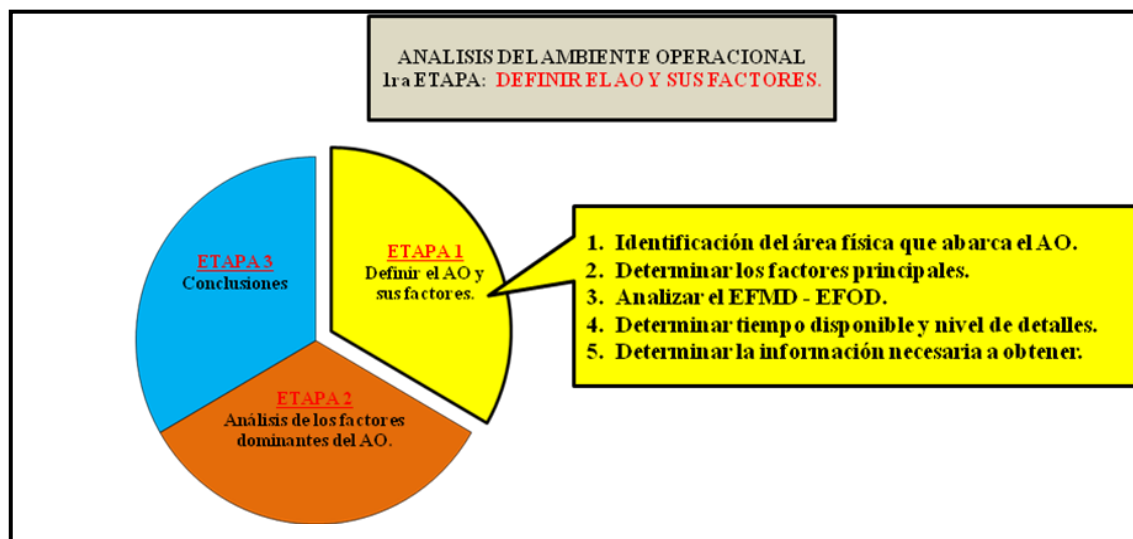 ANALISIS DEL AMBIENTE OPERACIONAL
1ra ETAPA: DEFINIR EL AO Y SUS FACTORES.
ETAPA 1
Definir el AO y
sus factores.
1. Identificación del área física que abarca el AO.
2. Determinar los factores principales.
3. Analizar el EFMD - EFOD.
4. Determinar tiempo disponible y nivel de detalles.
5. Determinar la información necesaria a obtener.
ETAPA 3
Conclusiones
ETAPA 2
Análisis de los factores
dominantes del AO.